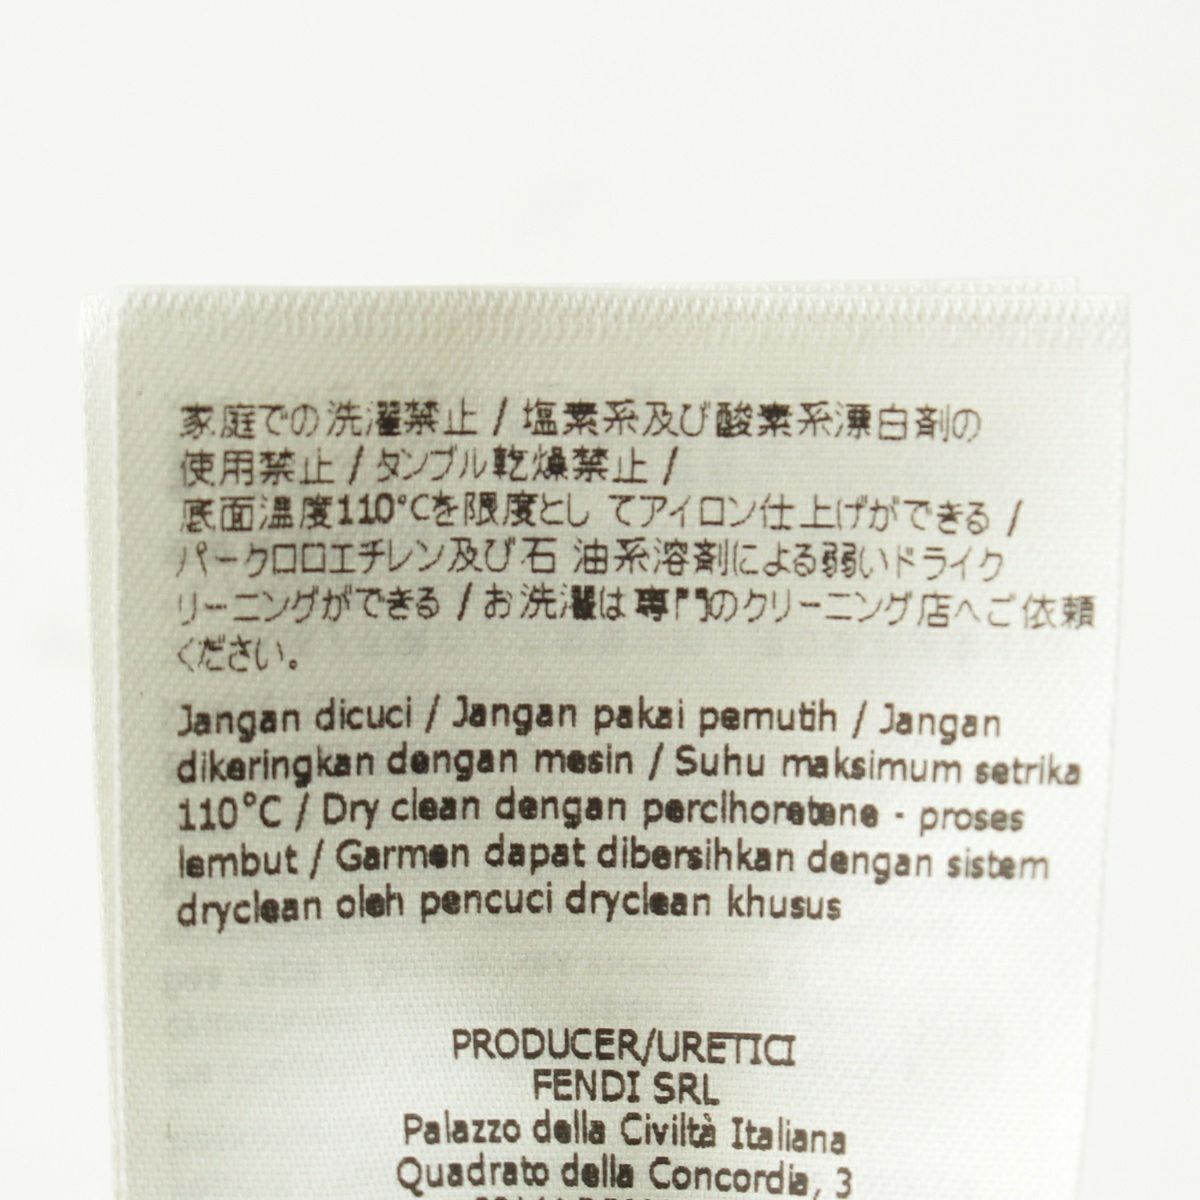 家庭での洗濯禁止 / 塩素系及び酸素系漂白剤の
使用禁止 / タンブル乾燥禁止 /
底面温度110°Cを限度とし てアイロン仕上げができる /
パークロロエチレン及び石 油系溶剤による弱いドライク
リーニングができる / お洗濯は専門のクリーニング店へご依頼
ください。
Jangan dicuci / Jangan pakai pemutih / Jangan
dikeringkan dengan mesin / Suhu maksimum setrika
110°C / Dry clean dengan perclhoretene - proses
lembut / Garmen dapat dibersihkan dengan sistem
dryclean oleh pencuci dryclean khusus
PRODUCER/URETICI
FENDI SRL
Palazzo della Civiltà Italiana
Quadrato della Concordia, 3